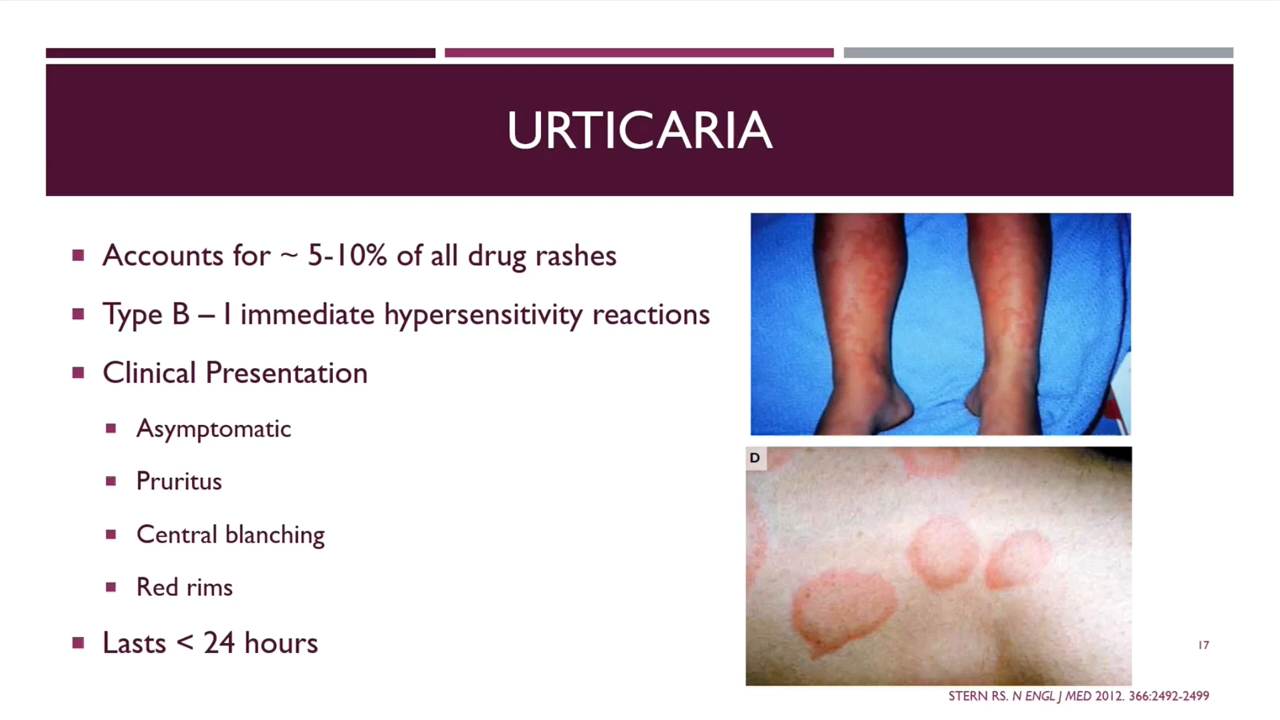 URTICARIA
Accounts for ~ 5-10% of all drug rashes
Type B – I immediate hypersensitivity reactions
Clinical Presentation
Asymptomatic
Pruritus
Central blanching
Red rims
Lasts < 24 hours
D
17
STERN RS. N ENGL J MED 2012. 366:2492-2499